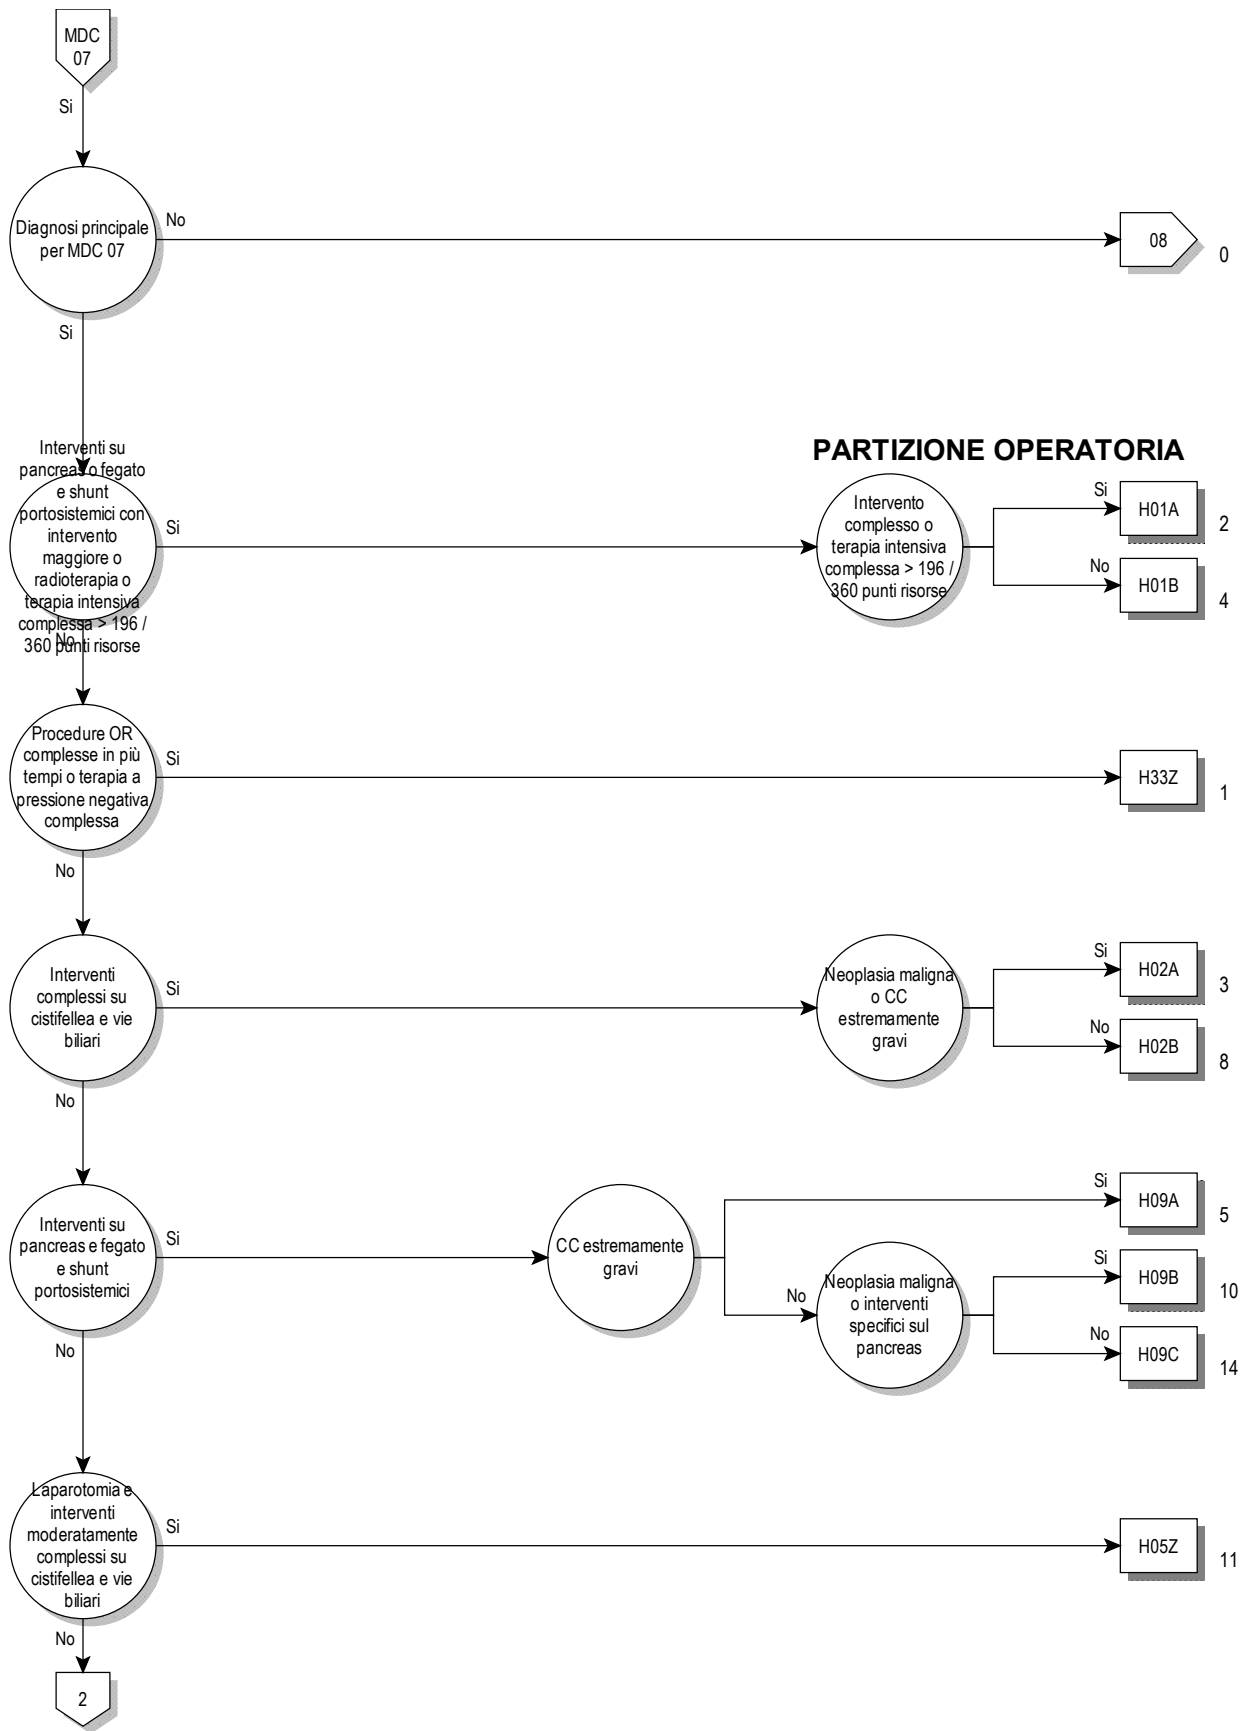 MDC
07
Si
Diagnosi principale
per MDC 07
No
08
0
Si
PARTIZIONE OPERATORIA
Interventi su
pancreas o fegato
e shunt
portosistemici con
intervento
maggiore o
radioterapia o
terapia intensiva
complessa > 196 /
360 punti risorse
Si
Intervento
complesso o
terapia intensiva
complessa > 196 /
360 punti risorse
Si
H01A
2
No
H01B
4
No
Procedure OR
complesse in più
tempi o terapia a
pressione negativa
complessa
Si
H33Z
1
No
Interventi
complessi su
cistifellea e vie
biliari
Si
Neoplasia maligna
o CC
estremamente
gravi
Si
H02A
3
No
H02B
8
No
Interventi su
pancreas e fegato
e shunt
portosistemici
Si
CC estremamente
gravi
Si
H09A
5
No
Neoplasia maligna
o interventi
specifici sul
pancreas
Si
H09B
10
No
H09C
14
No
Laparotomia e
interventi
moderatamente
complessi su
cistifellea e vie
biliari
Si
H05Z
11
No
2